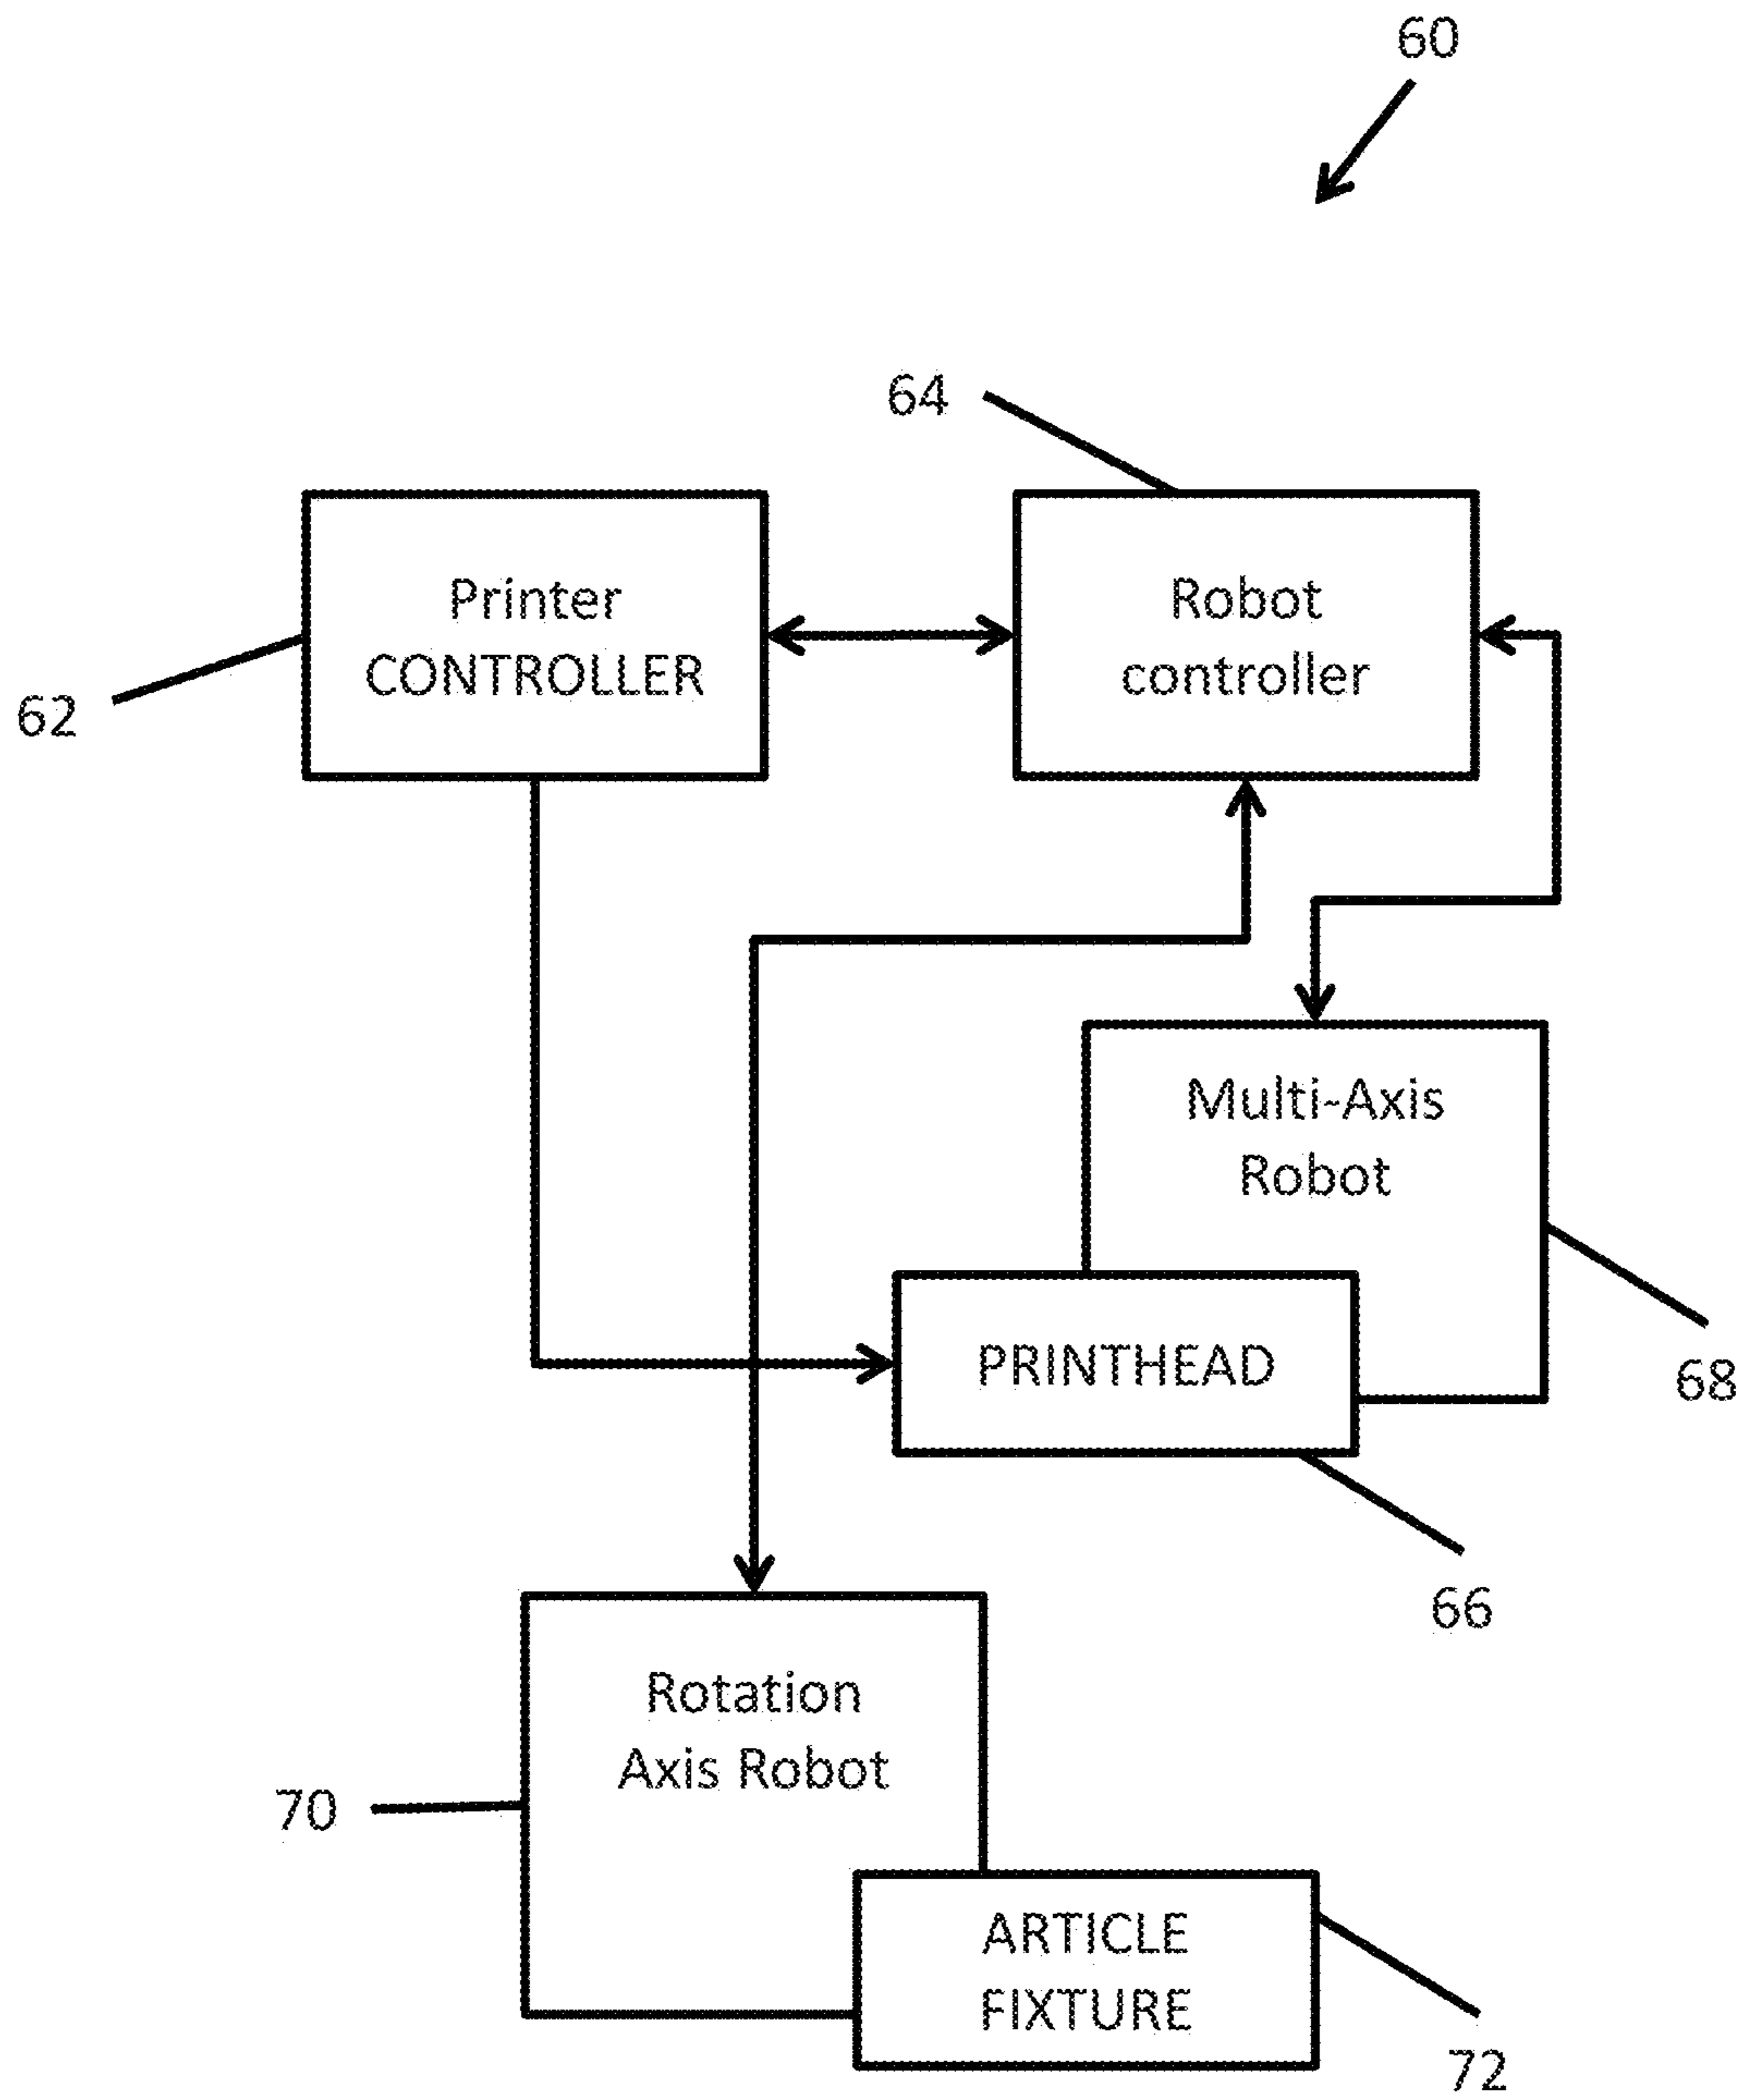 60
64
Printer
CONTROLLER
Robot
controller
62
Multi-Axis
Robot
PRINTHEAD
68
66
Rotation
Axis Robot
70
ARTICLE
FIXTURE
72